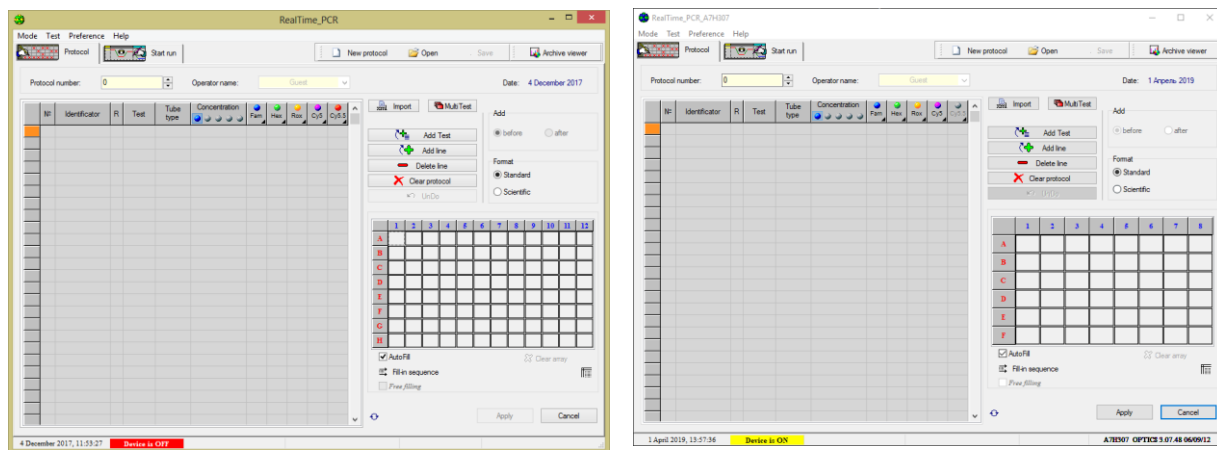 RealTime_PCR
Mode Test Preference Help
Protocol Start run New protocol Open Save Archive viewer
Protocol number: 0 Operator name: Guest Date: 4 December 2017
№ Identificator R Test Tube type Concentration Fam Hex Rox Cy5 Cy5.5
Import MultiTest
Add Test
Add line
Delete line
Clear protocol
UnDo
Add
before after
Format
Standard
Scientific
1 2 3 4 5 6 7 8 9 10 11 12
A
B
C
D
E
F
G
H
AutoFill Clear array
Fill-in sequence
Free filling
Apply Cancel
4 December 2017, 11:53:27 Device is OFF
RealTime_PCR_A7H307
Mode Test Preference Help
Protocol Start run New protocol Open Save Archive viewer
Protocol number: 0 Operator name: Guest Date: 1 Апрель 2019
№ Identificator R Test Tube type Concentration Fam Hex Rox Cy5 Cy5.5
Import MultiTest
Add Test
Add line
Delete line
Clear protocol
UnDo
Add
before after
Format
Standard
Scientific
1 2 3 4 5 6 7 8
A
B
C
D
E
F
AutoFill Clear array
Fill-in sequence
Free filling
Apply Cancel
1 April 2019, 13:57:36 Device is ON A7H307 OPTICS 3.07.48 06/09/12